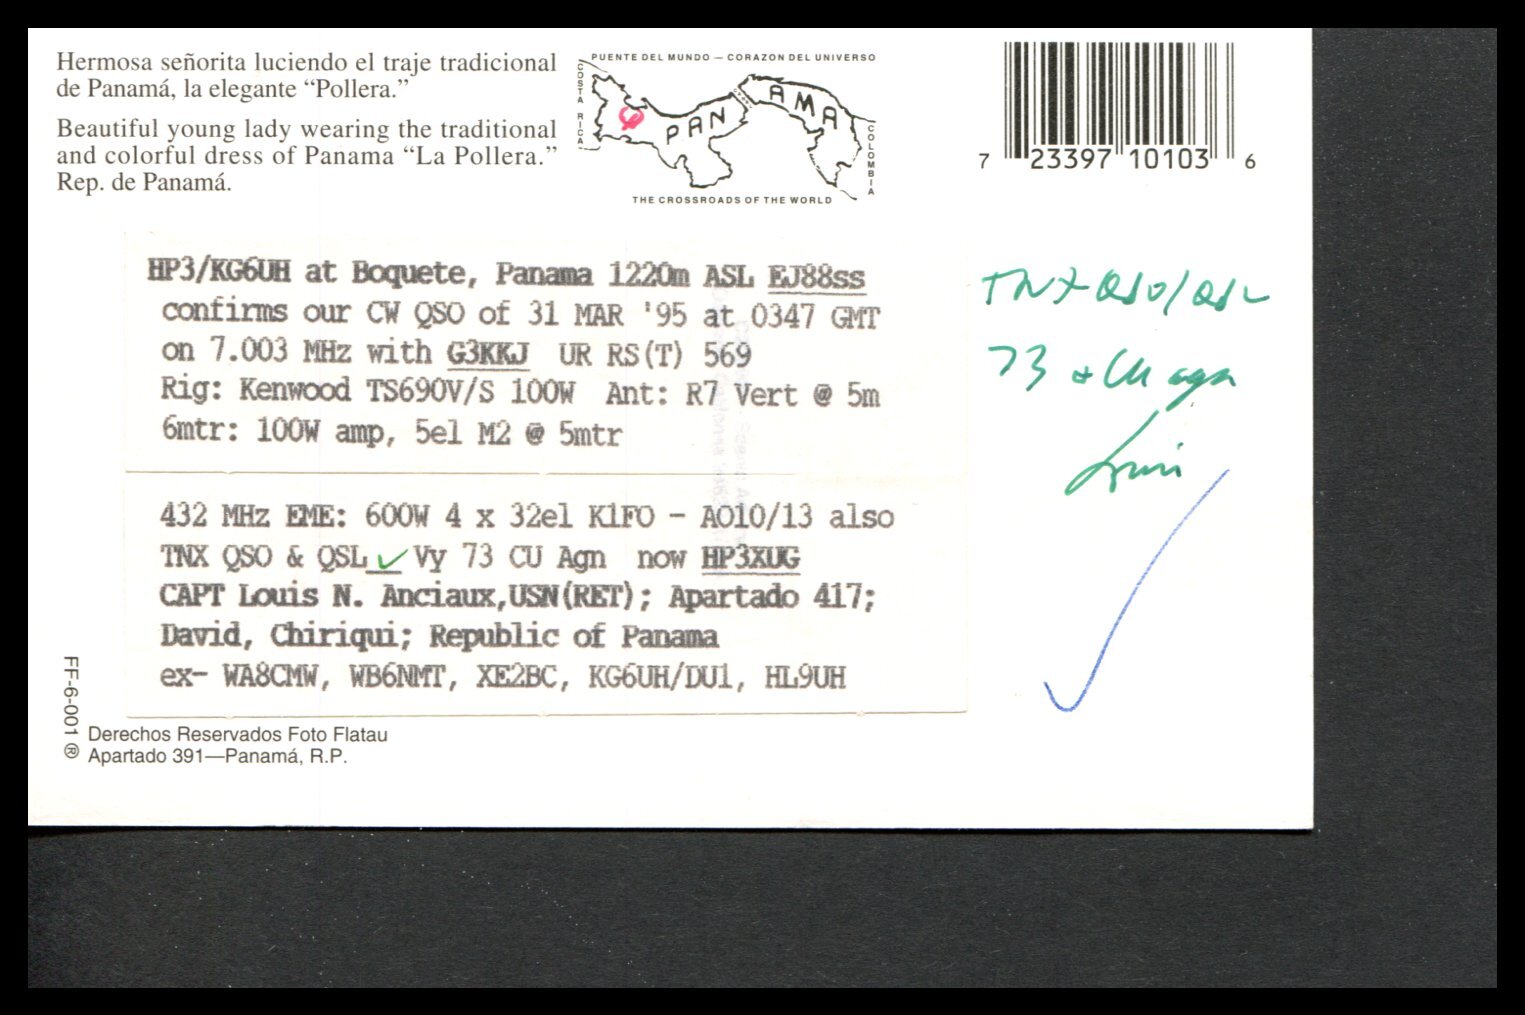 Hermosa señorita luciendo el traje tradicional
de Panamá, la elegante “Pollera.”
Beautiful young lady wearing the traditional
and colorful dress of Panama “La Pollera.”
Rep. de Panamá.
PUENTE DEL MUNDO — CORAZON DEL UNIVERSO
COSTA RICA
PANAMA
COLOMBIA
THE CROSSROADS OF THE WORLD
7 23397 10103 6
HP3/KG6UH at Boquete, Panama 1220m ASL EJ88ss
confirms our CW QSO of 31 MAR '95 at 0347 GMT
on 7.003 MHz with G3KKJ UR RS(T) 569
Rig: Kenwood TS690V/S 100W Ant: R7 Vert @ 5m
6mtr: 100W amp, 5el M2 @ 5mtr
432 MHz EME: 600W 4 x 32el K1FO - AO10/13 also
TNX QSO & QSL ✓ Vy 73 CU Agn now HP3XUG
CAPT Louis N. Anciaux,USN(RET); Apartado 417;
David, Chiriqui; Republic of Panama
ex- WA8CMW, WB6NMT, XE2BC, KG6UH/DU1, HL9UH
TNX QSO/QSL
73 + CU agn
FF-6-001 ®
Derechos Reservados Foto Flatau
Apartado 391—Panamá, R.P.